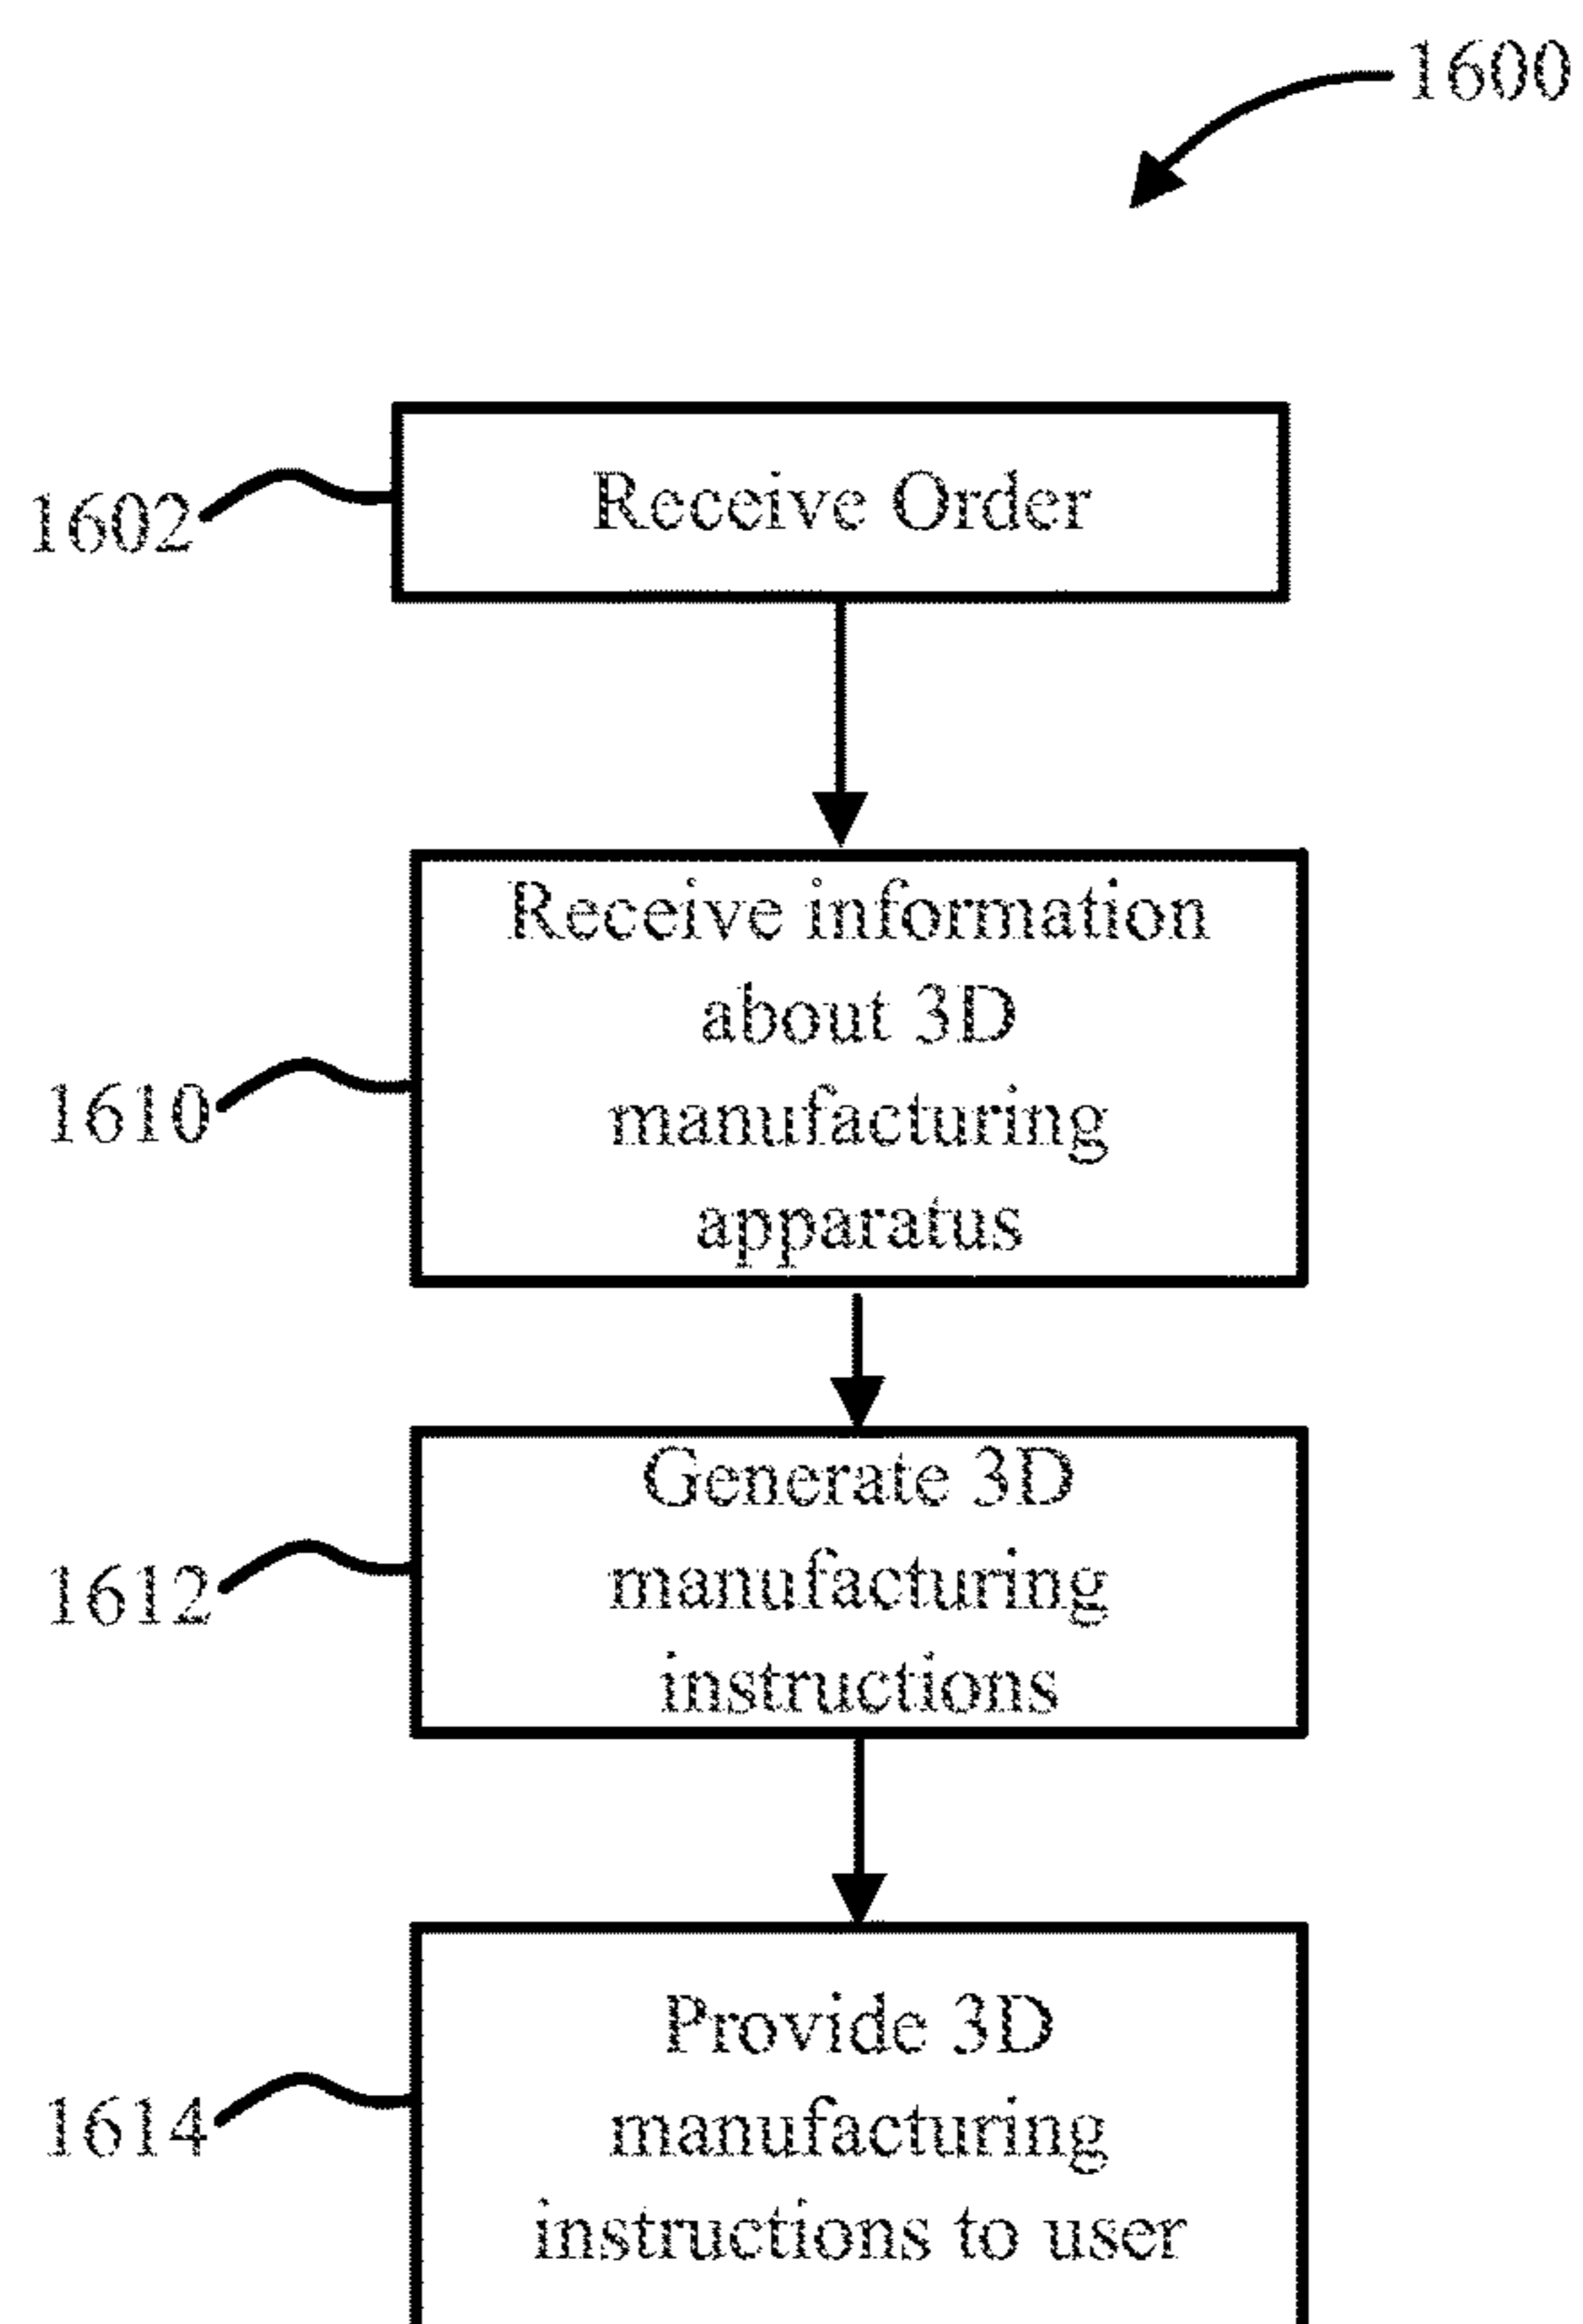 1600
1602
Receive Order
Receive information
about 3D
manufacturing
apparatus
1610
Generate 3D
manufacturing
instructions
1612
Provide 3D
manufacturing
instructions to user
1614